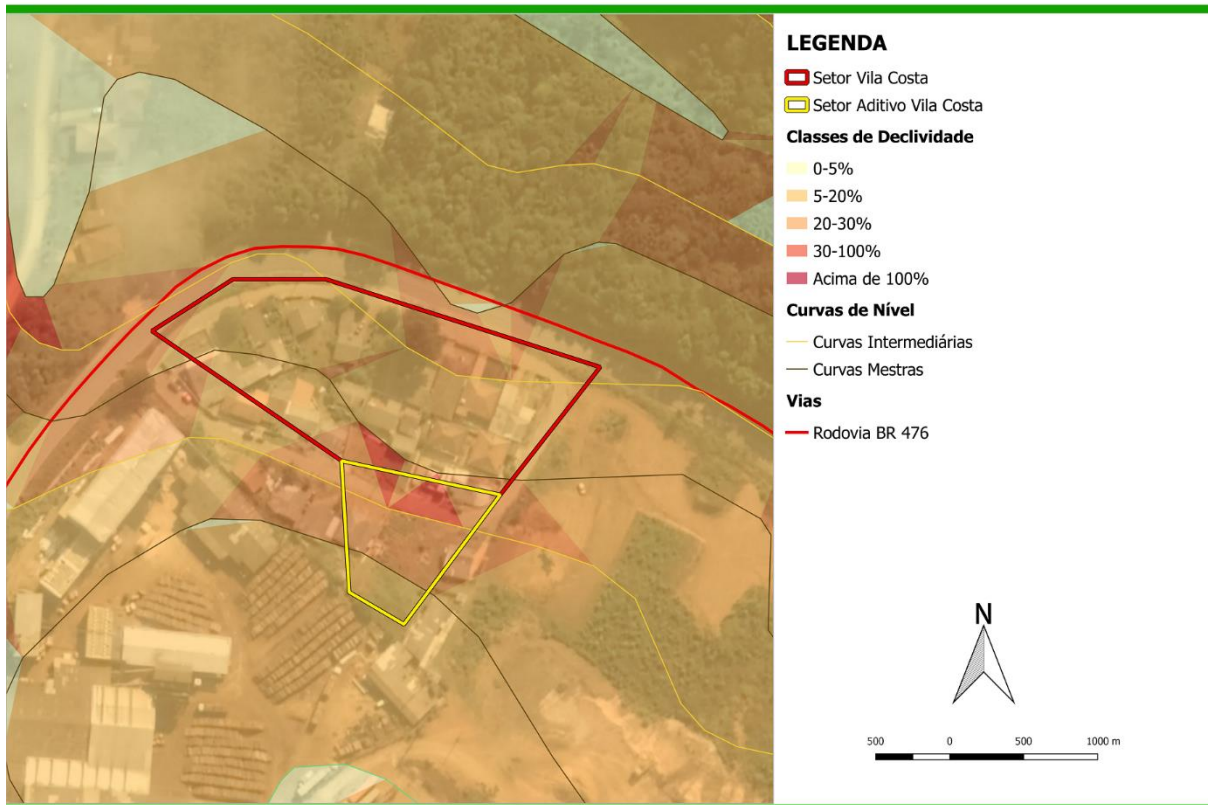 LEGENDA
Setor Vila Costa
Setor Aditivo Vila Costa
Classes de Declividade
0-5%
5-20%
20-30%
30-100%
Acima de 100%
Curvas de Nível
Curvas Intermediárias
Curvas Mestras
Vias
Rodovia BR 476
N
500 0 500 1000 m